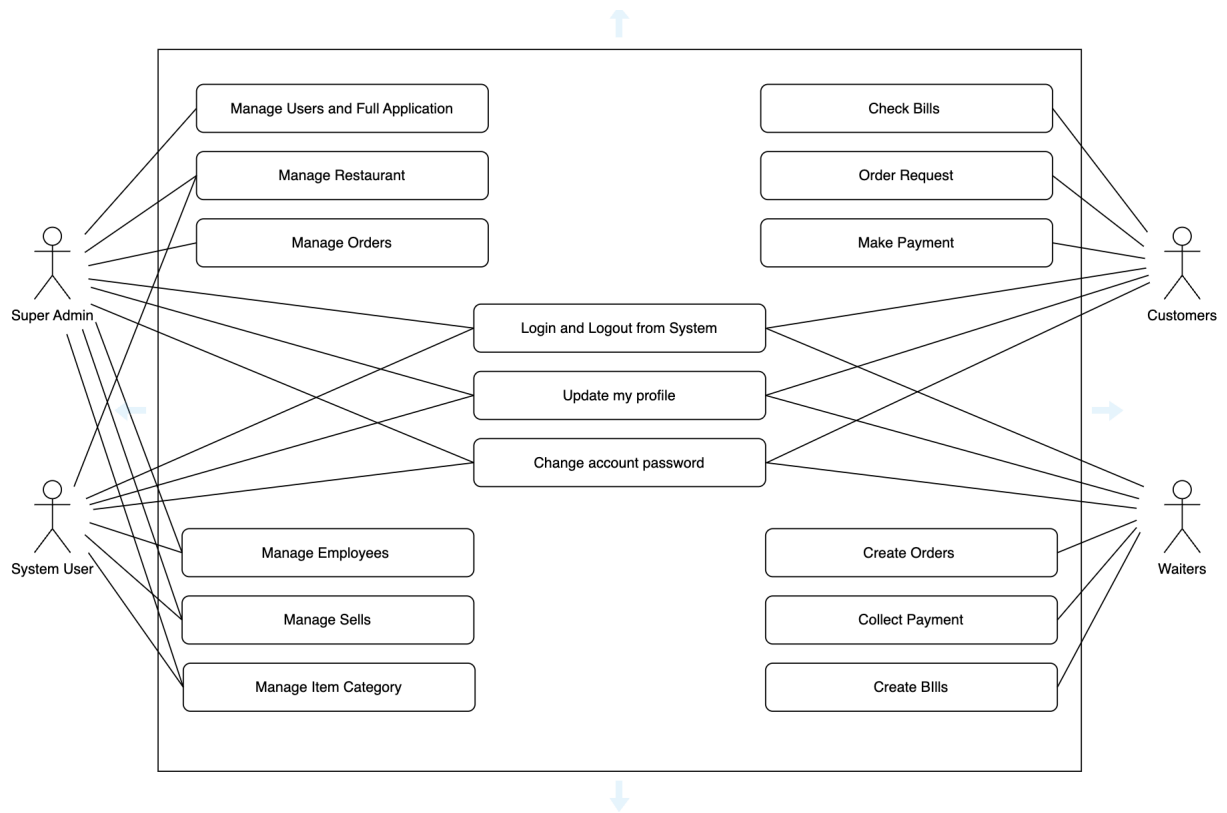 Manage Users and Full Application
Check Bills
Manage Restaurant
Order Request
Manage Orders
Make Payment
Super Admin
Customers
Login and Logout from System
Update my profile
Change account password
System User
Waiters
Manage Employees
Create Orders
Manage Sells
Collect Payment
Manage Item Category
Create BIlls